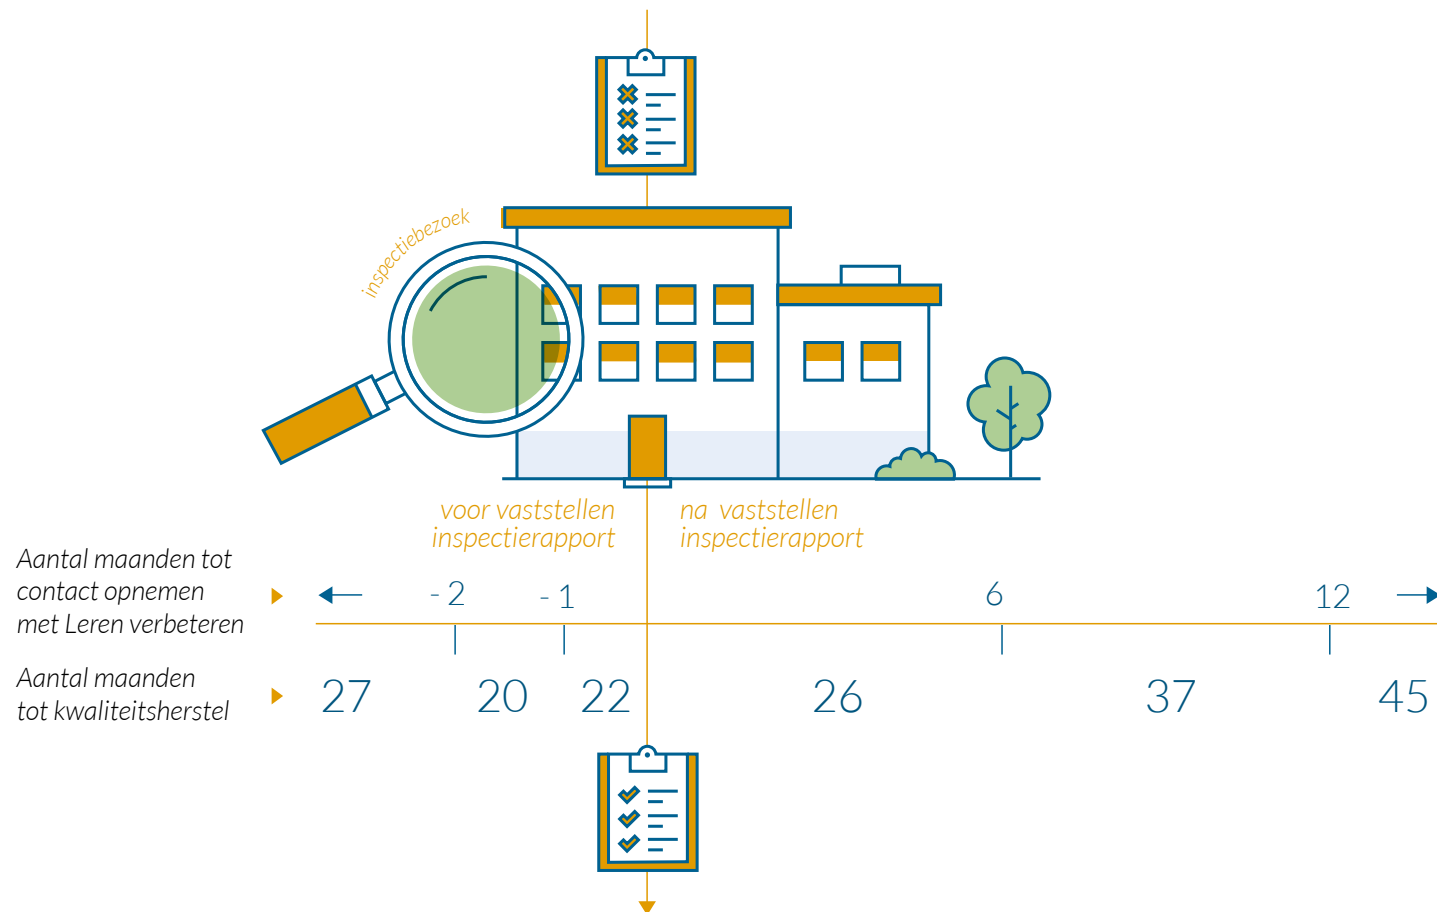 inspectiebezoek
voor vaststellen
inspectierapport
na vaststellen
inspectierapport
Aantal maanden tot
contact opnemen
met Leren verbeteren
- 2
- 1
6
12
Aantal maanden
tot kwaliteitsherstel
27
20
22
26
37
45